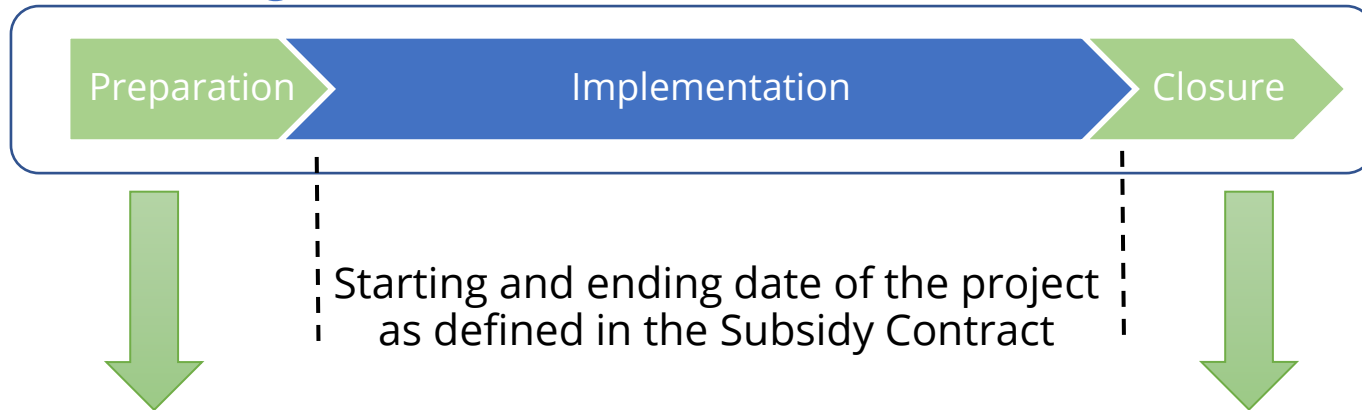 Preparation
Implementation
Closure
Starting and ending date of the project
as defined in the Subsidy Contract